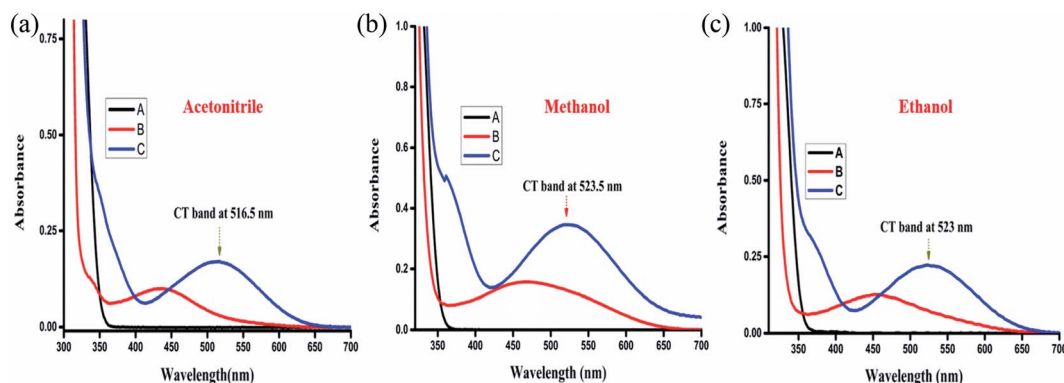 (a)
0.75
0.50
0.25
0.00
Absorbance
Acetonitrile
A
B
C
CT band at 516.5 nm
300 350 400 450 500 550 600 650 700
Wavelength(nm)
(b)
1.0
0.8
0.6
0.4
0.2
0.0
Absorbance
Methanol
A
B
C
CT band at 523.5 nm
400 450 500 550 600 650 700
Wavelength(nm)
(c)
1.00
0.75
0.50
0.25
0.00
Absorbance
Ethanol
A
B
C
CT band at 523 nm
350 400 450 500 550 600 650 700
Wavelength(nm)